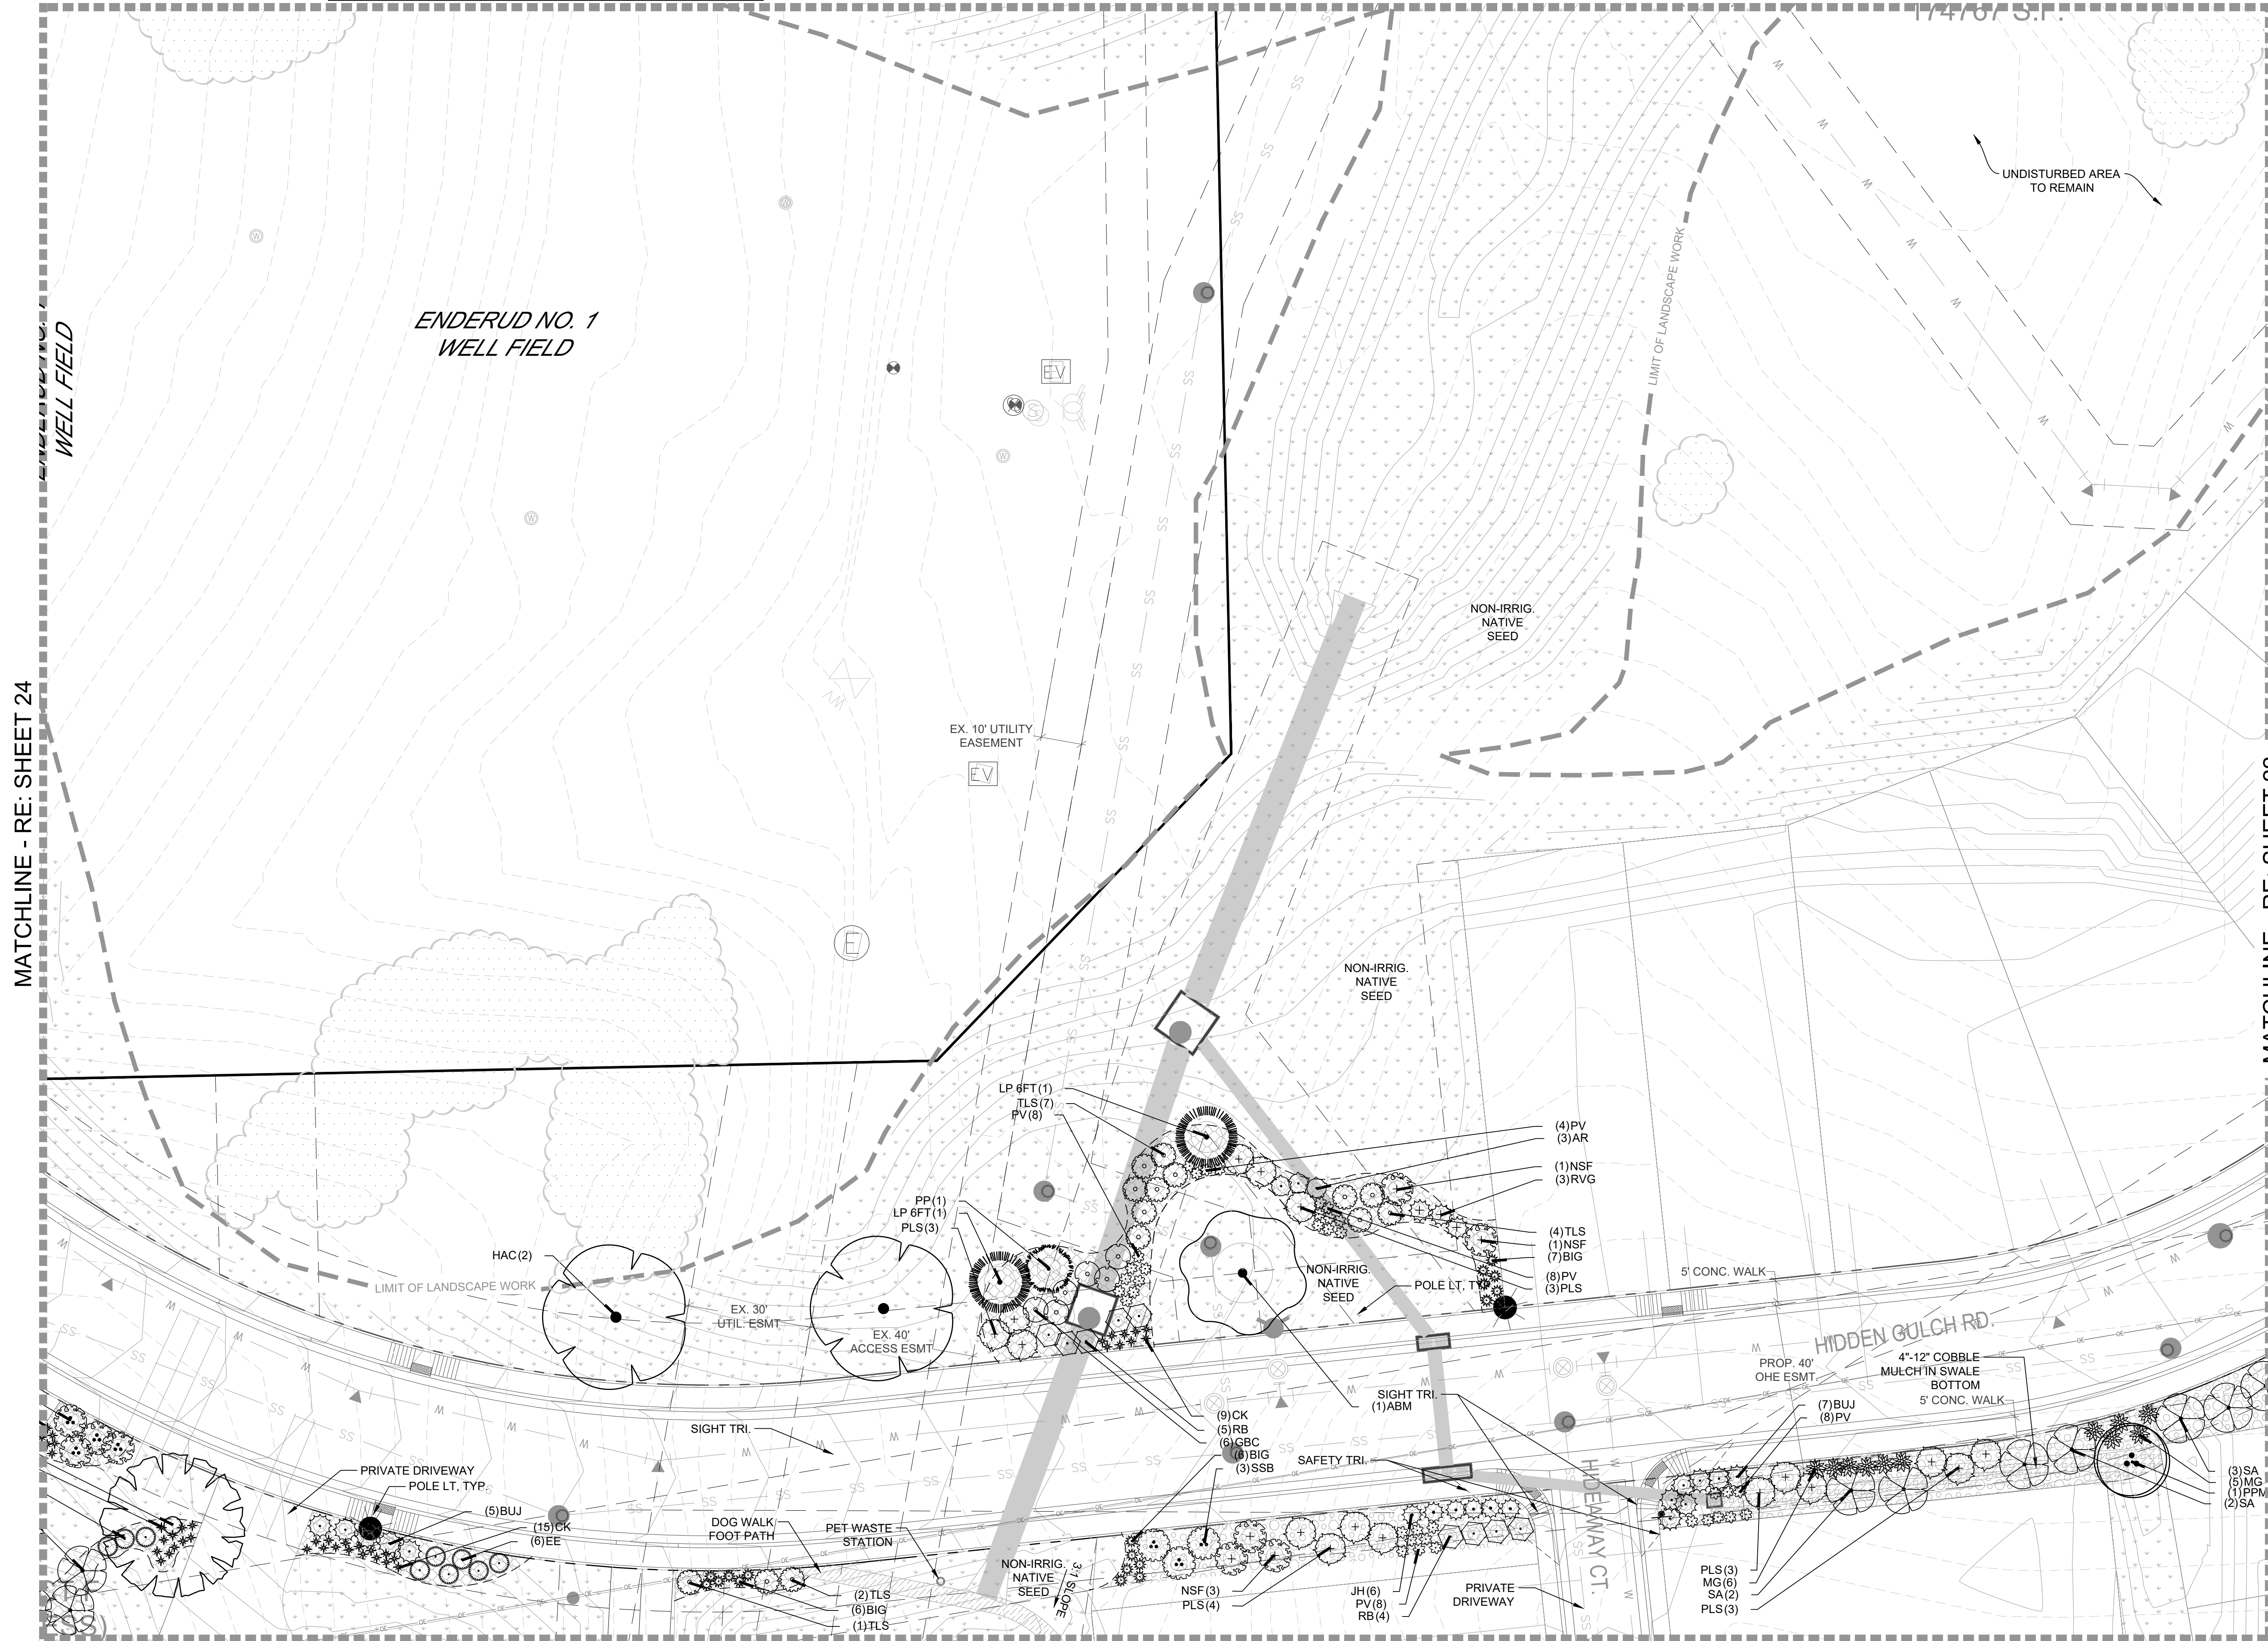 174767 S.F.
UNDISTURBED AREA
TO REMAIN
WELL FIELD
ENDERUD NO. 1
WELL FIELD
EV
LIMIT OF LANDSCAPE WORK
NON-IRRIG.
NATIVE
SEED
MATCHLINE - RE: SHEET 24
EX. 10' UTILITY
EASEMENT
EV
E
NON-IRRIG.
NATIVE
SEED
LP 6FT(1)
TLS(7)
PV(8)
(4)PV
(3)AR
(1)NSF
(3)RVG
PP(1)
LP 6FT(1)
PLS(3)
(4)TLS
(1)NSF
(7)BIG
(8)PV
(3)PLS
HAC(2)
LIMIT OF LANDSCAPE WORK
EX. 30'
UTIL. ESMT
EX. 40'
ACCESS ESMT
NON-IRRIG.
NATIVE
SEED
POLE LT, TYP.
5' CONC. WALK
HIDDEN GULCH RD.
PROP. 40'
OHE ESMT.
4"-12" COBBLE
MULCH IN SWALE
BOTTOM
5' CONC. WALK
SIGHT TRI.
(1)ABM
(7)BUJ
(8)PV
(9)CK
(5)RB
(6)GBC
(6)BIG
(3)SSB
SIGHT TRI.
SAFETY TRI.
PRIVATE DRIVEWAY
POLE LT, TYP.
(5)BUJ
(15)CK
(6)EE
DOG WALK
FOOT PATH
PET WASTE
STATION
NON-IRRIG.
NATIVE
SEED
3:1 SLOPE
HIDEAWAY CT.
(3)SA
(5)MG
(1)PPM
(2)SA
(2)TLS
(6)BIG
(1)TLS
NSF(3)
PLS(4)
JH(6)
PV(8)
RB(4)
PRIVATE
DRIVEWAY
PLS(3)
MG(6)
SA(2)
PLS(3)